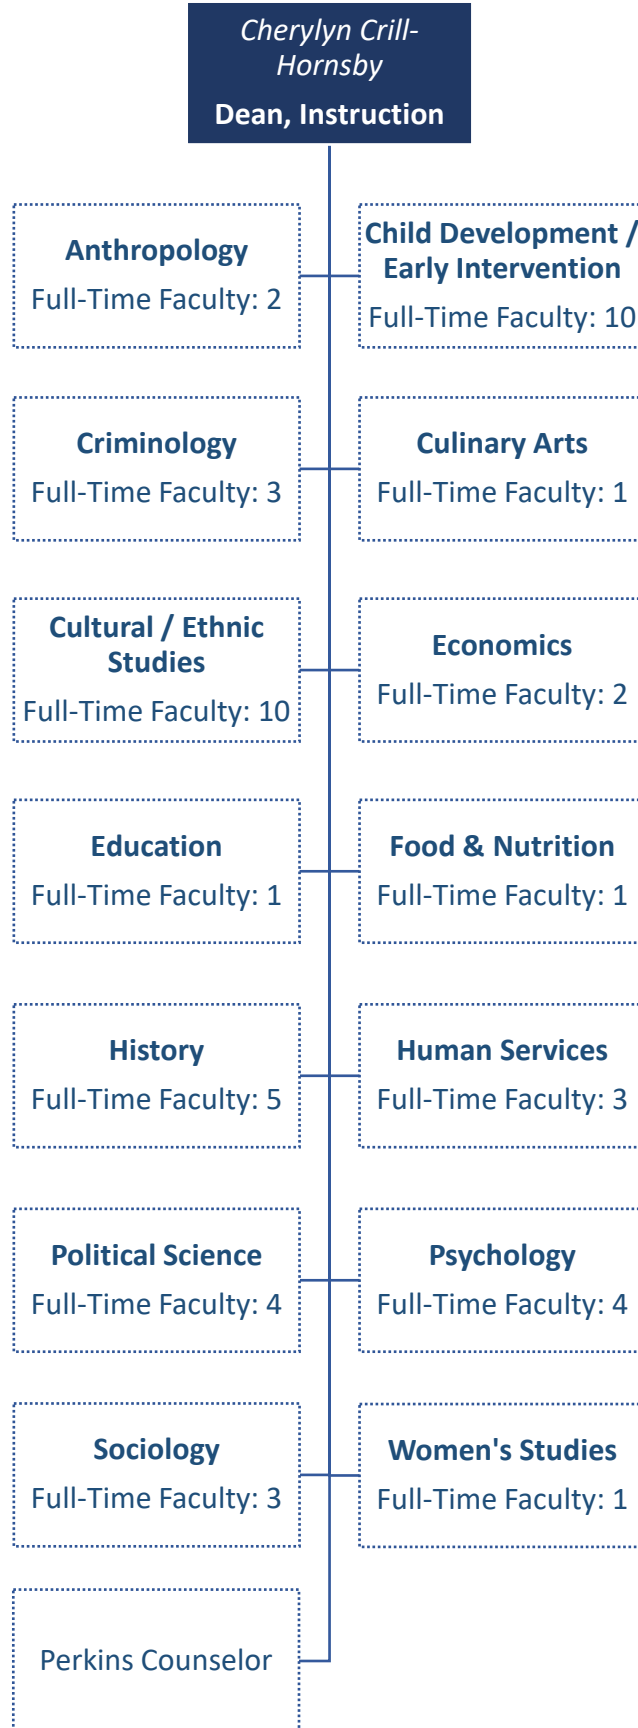 Cherylyn Crill-
Hornsby
Dean, Instruction
Anthropology
Full-Time Faculty: 2
Child Development /
Early Intervention
Full-Time Faculty: 10
Criminology
Full-Time Faculty: 3
Culinary Arts
Full-Time Faculty: 1
Cultural / Ethnic
Studies
Full-Time Faculty: 10
Economics
Full-Time Faculty: 2
Education
Full-Time Faculty: 1
Food & Nutrition
Full-Time Faculty: 1
History
Full-Time Faculty: 5
Human Services
Full-Time Faculty: 3
Political Science
Full-Time Faculty: 4
Psychology
Full-Time Faculty: 4
Sociology
Full-Time Faculty: 3
Women's Studies
Full-Time Faculty: 1
Perkins Counselor